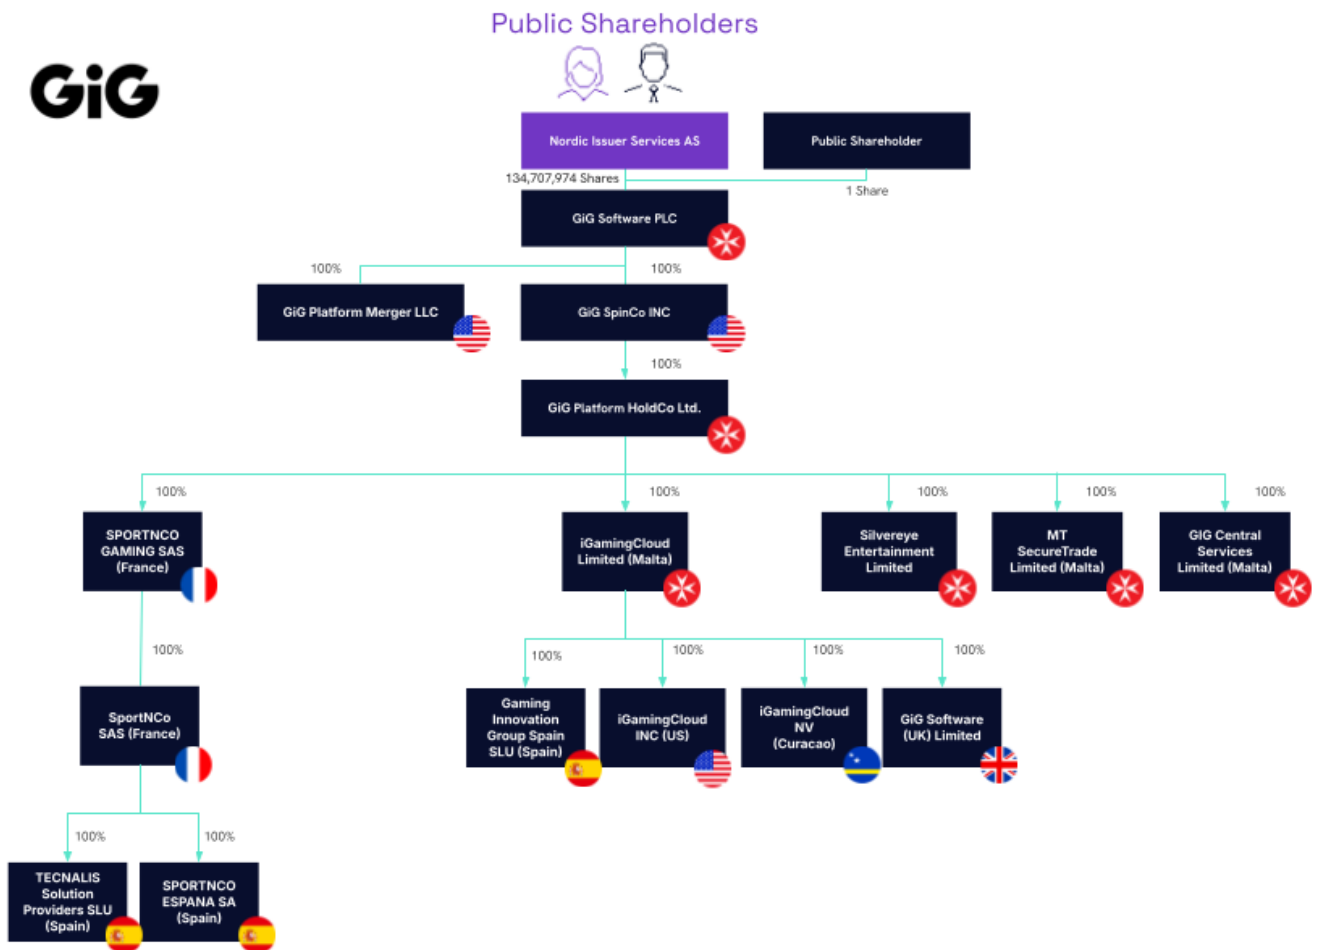 Public Shareholders
GiG
Nordic Issuer Services AS
Public Shareholder
134,707,974 Shares
1 Share
GiG Software PLC
100%
100%
GiG Platform Merger LLC
GiG SpinCo INC
100%
GiG Platform HoldCo Ltd.
100%
100%
100%
100%
100%
SPORTNCO
GAMING SAS
(France)
iGamingCloud
Limited (Malta)
Silvereye
Entertainment
Limited
MT
SecureTrade
Limited (Malta)
GIG Central
Services
Limited (Malta)
100%
100%
100%
100%
100%
SportNCo
SAS (France)
Gaming
Innovation
Group Spain
SLU (Spain)
iGamingCloud
INC (US)
iGamingCloud
NV
(Curacao)
GiG Software
(UK) Limited
100%
100%
TECNALIS
Solution
Providers SLU
(Spain)
SPORTNCO
ESPANA SA
(Spain)